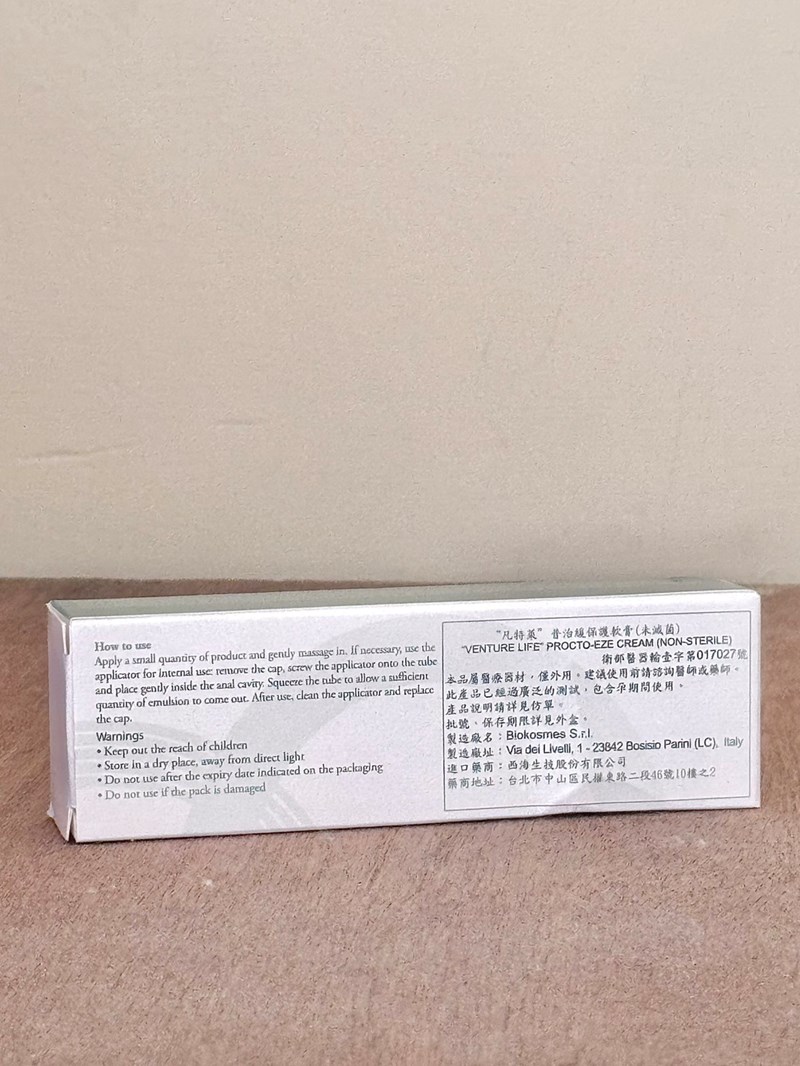 How to use
Apply a small quantity of product and gently massage in. If necessary, use the
applicator for internal use: remove the cap, screw the applicator onto the tube
and place gently inside the anal cavity. Squeeze the tube to allow a sufficient
quantity of emulsion to come out. After use, clean the applicator and replace
the cap.
Warnings
• Keep out the reach of children
• Store in a dry place, away from direct light
• Do not use after the expiry date indicated on the packaging
• Do not use if the pack is damaged
"凡特萊"普治緩保護軟膏(未滅菌)
"VENTURE LIFE" PROCTO-EZE CREAM (NON-STERILE)
衛部醫器輸壹字第017027號
本品屬醫療器材，僅外用。建議使用前請諮詢醫師或藥師。
此產品已經過廣泛的測試，包含孕期間使用。
產品說明請詳見仿單。
批號、保存期限詳見外盒。
製造廠名：Biokosmes S.r.l.
製造廠址：Via dei Livelli, 1 - 23842 Bosisio Parini (LC), Italy
進口藥商：西海生技股份有限公司
藥商地址：台北市中山區民權東路二段46號10樓之2